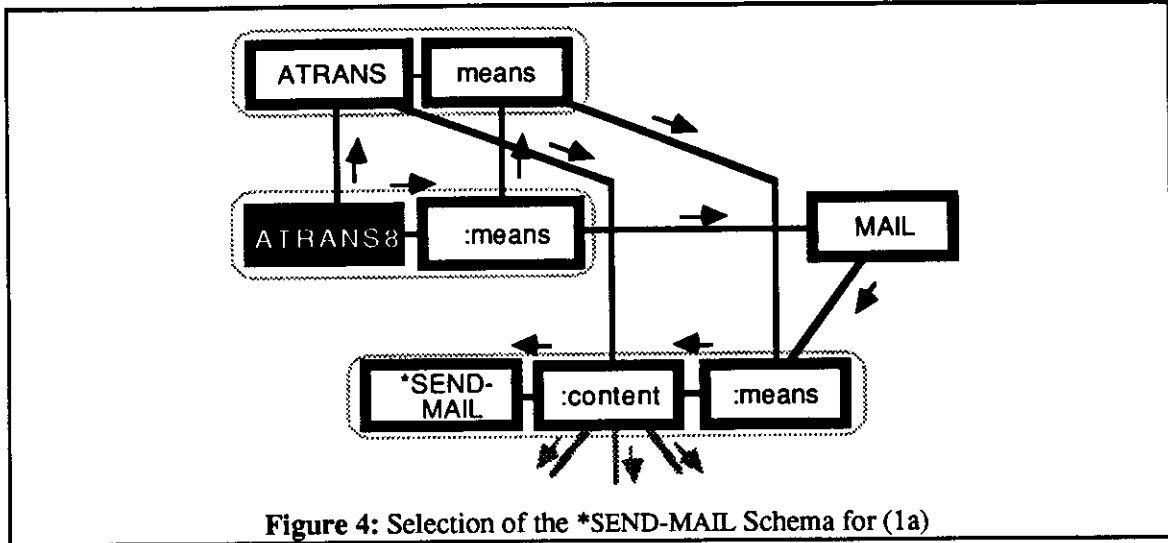 ATRANS means
ATRANS8 :means MAIL
*SEND-
MAIL :content :means
Figure 4: Selection of the *SEND-MAIL Schema for (1a)